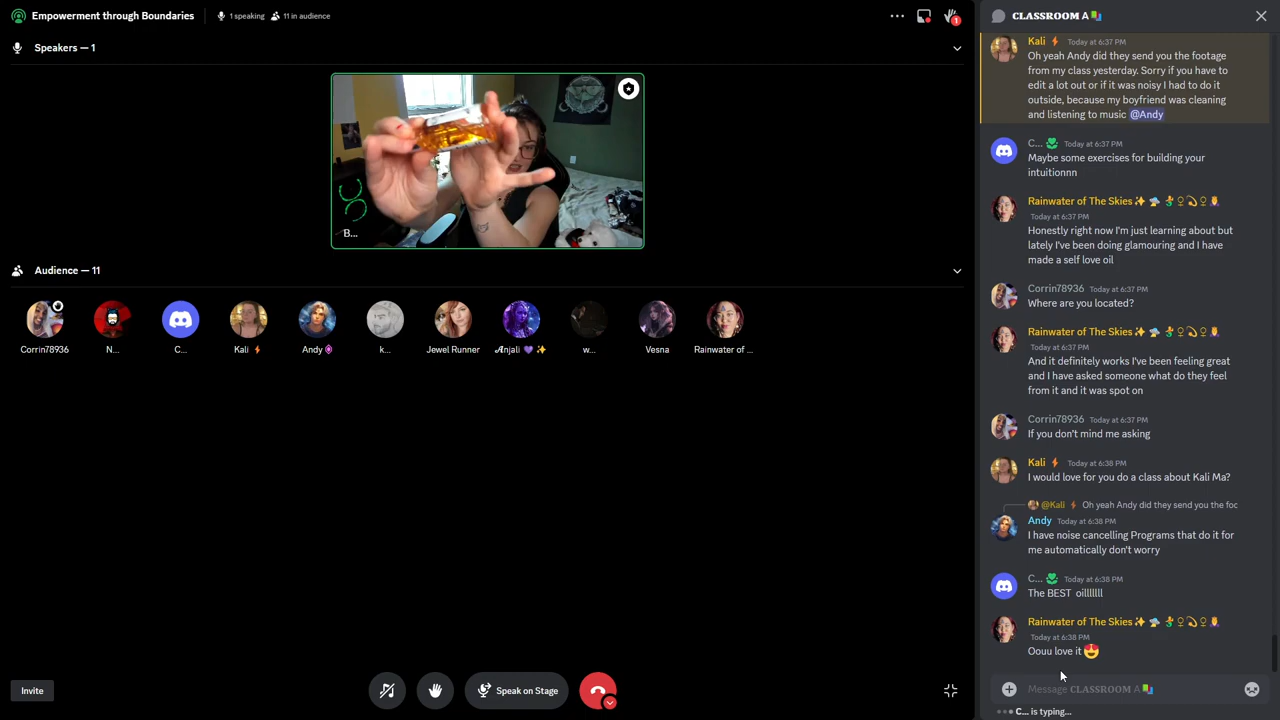 Empowerment through Boundaries
1 speaking 11 in audience
1
Speakers — 1
B...
Audience — 11
Corrin78936
N...
C...
Kali
Andy
k...
Jewel Runner
Anjali
w...
Vesna
Rainwater of ...
Invite
Speak on Stage
CLASSROOM A
Kali Today at 6:37 PM
Oh yeah Andy did they send you the footage
from my class yesterday. Sorry if you have to
edit a lot out or if it was noisy I had to do it
outside, because my boyfriend was cleaning
and listening to music @Andy
C... Today at 6:37 PM
Maybe some exercises for building your
intuitionnn
Rainwater of The Skies
Today at 6:37 PM
Honestly right now I'm just learning about but
lately I've been doing glamouring and I have
made a self love oil
Corrin78936 Today at 6:37 PM
Where are you located?
Rainwater of The Skies
Today at 6:37 PM
And it definitely works I've been feeling great
and I have asked someone what do they feel
from it and it was spot on
Corrin78936 Today at 6:37 PM
If you don't mind me asking
Kali Today at 6:38 PM
I would love for you do a class about Kali Ma?
@Kali Oh yeah Andy did they send you the foc
Andy Today at 6:38 PM
I have noise cancelling Programs that do it for
me automatically don't worry
C... Today at 6:38 PM
The BEST oilllllll
Rainwater of The Skies
Today at 6:38 PM
Oouu love it
Message CLASSROOM A
C... is typing...